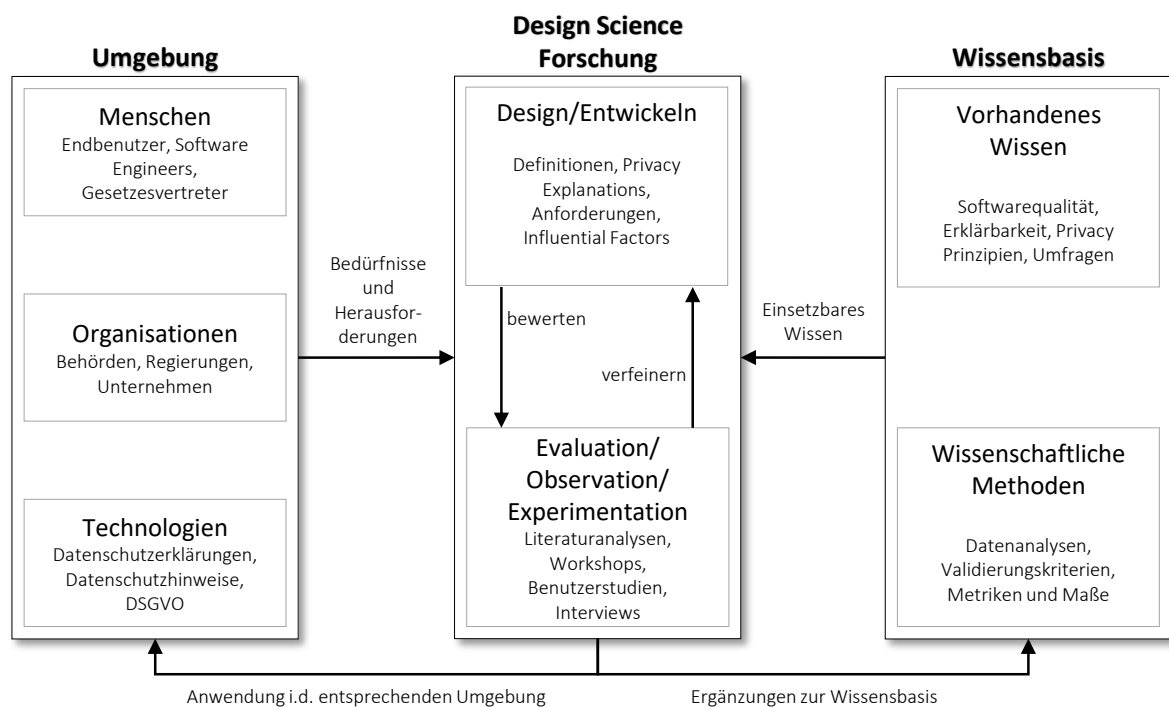 Umgebung
Menschen
Endbenutzer, Software
Engineers,
Gesetzesvertreter
Organisationen
Behörden, Regierungen,
Unternehmen
Technologien
Datenschutzerklärungen,
Datenschutzhinweise,
DSGVO
Bedürfnisse
und
Herausfor-
derungen
Design Science
Forschung
Design/Entwickeln
Definitionen, Privacy
Explanations,
Anforderungen,
Influential Factors
bewerten
verfeinern
Evaluation/
Observation/
Experimentation
Literaturanalysen,
Workshops,
Benutzerstudien,
Interviews
Einsetzbares
Wissen
Wissensbasis
Vorhandenes
Wissen
Softwarequalität,
Erklärbarkeit, Privacy
Prinzipien, Umfragen
Wissenschaftliche
Methoden
Datenanalysen,
Validierungskriterien,
Metriken und Maße
Anwendung i.d. entsprechenden Umgebung
Ergänzungen zur Wissensbasis